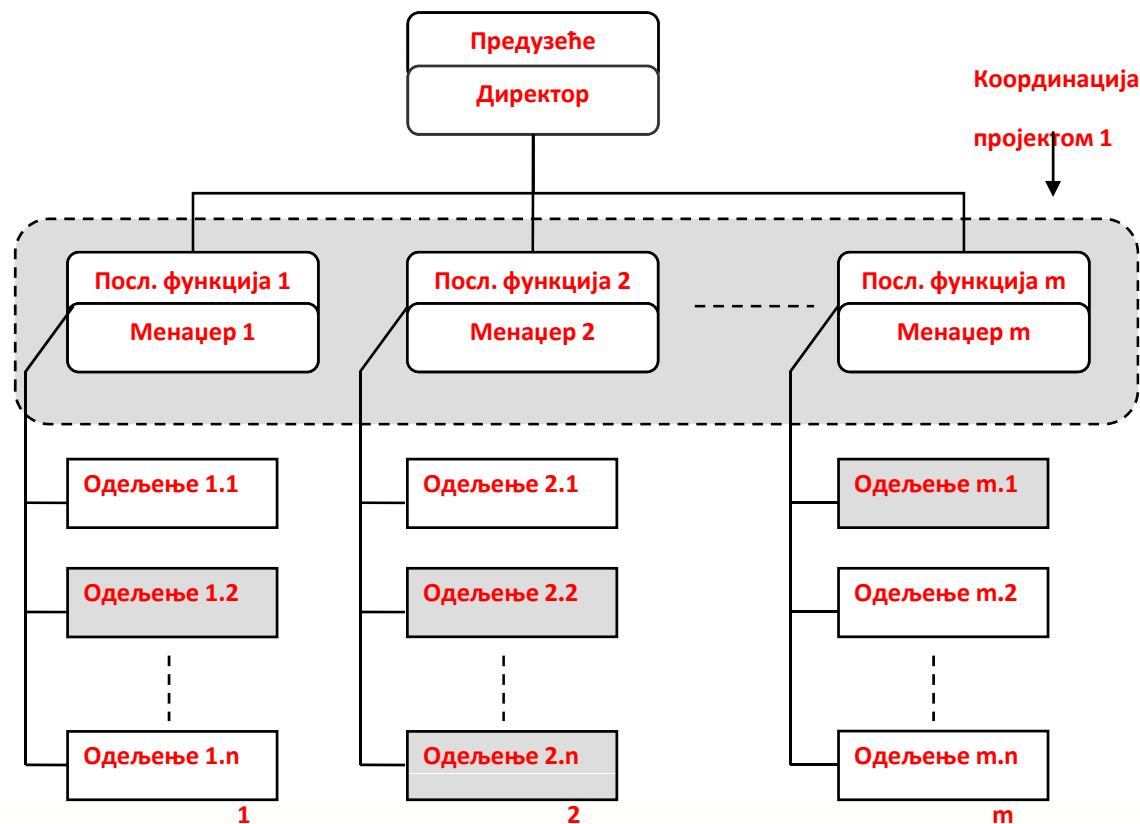 Предузеће
Директор
Координација
пројектом 1
Посл. функција 1
Менаџер 1
Посл. функција 2
Менаџер 2
Посл. функција m
Менаџер m
Одељење 1.1
Одељење 2.1
Одељење m.1
Одељење 1.2
Одељење 2.2
Одељење m.2
Одељење 1.n
Одељење 2.n
Одељење m.n
1
2
m